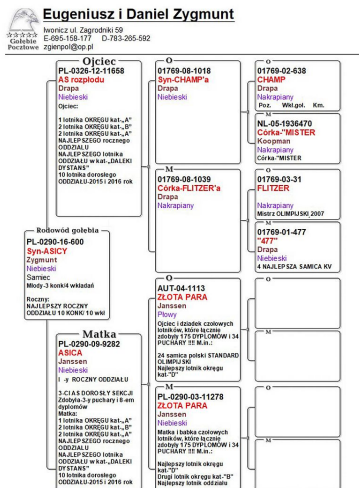 Eugeniusz i Daniel Zygmunt
Iwonicz ul. Zagrodniki 59
E-695-158-177 D-783-265-592
zgienpol@op.pl
Gołębie
Pocztowe
Rodowód gołębia
PL-0290-16-600
Syn-ASICY
Zygmunt
Niebieski
Samiec
Młody-3 konk/4 wkładań
Roczny:
NAJLEPSZY ROCZNY
ODDZIAŁU 10 KONK/ 10 wkł
Ojciec
PL-0326-12-11658
AS rozpłodu
Drapa
Niebieski
Ojciec:
1 lotnika OKRĘGU kat-„A"
2 lotnika OKRĘGU kat-„B"
2 lotnika OKRĘGU kat-„A"
NAJLEPSZEGO rocznego
ODDZIAŁU
NAJLEPSZEGO lotnika
ODDZIAŁU w kat-„DALEKI
DYSTANS"
10 lotnika dorosłego
ODDZIAŁU-2015 i 2016 rok
Matka
PL-0290-09-9282
ASICA
Janssen
Niebieski
I -y ROCZNY ODDZIAŁU
3-CI AS DOROSŁY SEKCJI
Zdobyła-3-y puchary i 8-em
dyplomów
Matka:
1 lotnika OKRĘGU kat-„A"
2 lotnika OKRĘGU kat-„B"
2 lotnika OKRĘGU kat-„A"
NAJLEPSZEGO rocznego
ODDZIAŁU
NAJLEPSZEGO lotnika
ODDZIAŁU w kat-„DALEKI
DYSTANS"
10 lotnika dorosłego
ODDZIAŁU-2015 i 2016 rok
O
01769-08-1018
Syn-CHAMP'a
Drapa
Niebieski
M
01769-08-1039
Córka-FLITZER'a
Drapa
Nakrapiany
O
AUT-04-1113
ZŁOTA PARA
Janssen
Płowy
Ojciec i dziadek czołowych
lotników, które łącznie
zdobyły 175 DYPLOMÓW i 34
PUCHARY !!! M.in.:
24 samica polski STANDARD
OLIMPIJSKI
Najlepszy lotnik okręgu
kat-"D"
M
PL-0290-03-11278
ZŁOTA PARA
Janssen
Niebieski
Matka i babka czołowych
lotników, które łącznie
zdobyły 175 DYPLOMÓW i 34
PUCHARY !!! M.in.:
Najlepszy lotnik okręgu
kat-"D"
Drugi lotnik okręgu kat-"B"
Najlepszy lotnik oddziału
O
01769-02-638
CHAMP
Drapa
Nakrapiany
Poz. Wkł.goł. Km.
M
NL-05-1936470
Córka-"MISTER
Koopman
Nakrapiany
Córka-"MISTER
O
01769-03-31
FLITZER
Nakrapiany
Mistrz OLIMPIJSKI_2007
M
01769-01-477
"477"
Drapa
Niebieski
4 NAJLEPSZA SAMICA KV
O
M
O
M